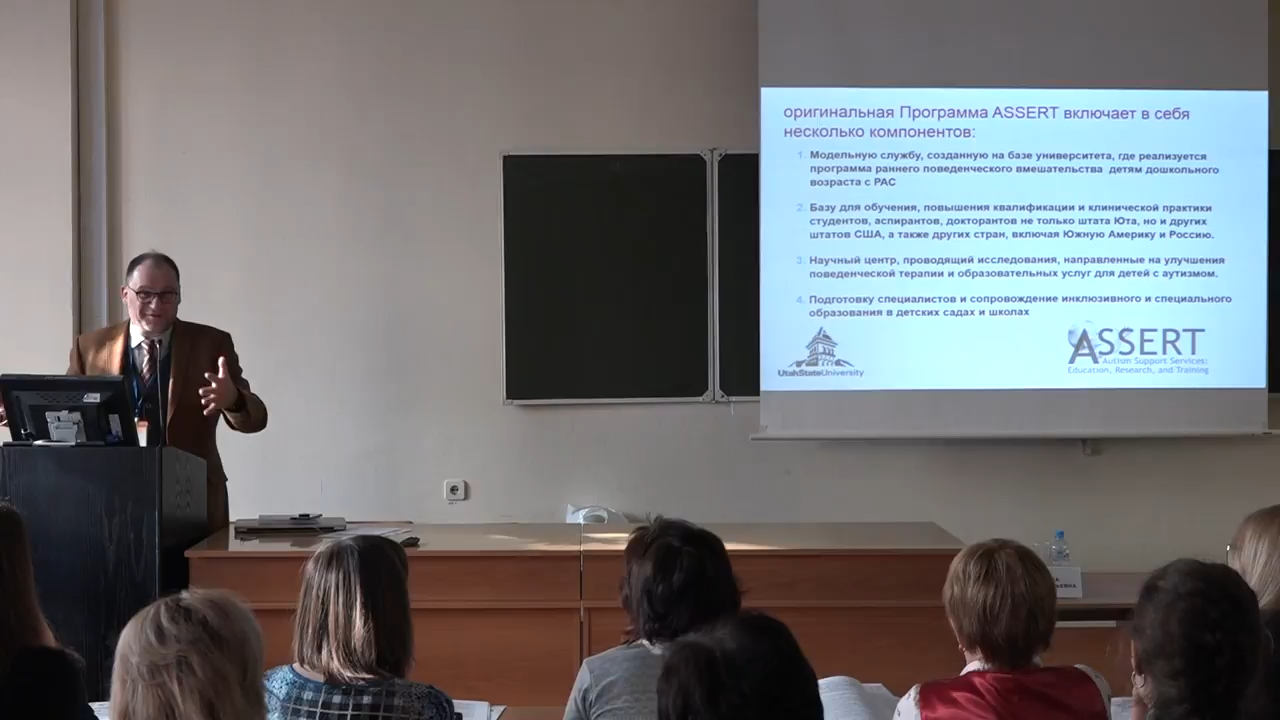 оригинальная Программа ASSERT включает в себя
несколько компонентов:
1. Модельную службу, созданную на базе университета, где реализуется
программа раннего поведенческого вмешательства детям дошкольного
возраста с РАС
2. Базу для обучения, повышения квалификации и клинической практики
студентов, аспирантов, докторантов не только штата Юта, но и других
штатов США, а также других стран, включая Южную Америку и Россию.
3. Научный центр, проводящий исследования, направленные на улучшения
поведенческой терапии и образовательных услуг для детей с аутизмом.
4. Подготовку специалистов и сопровождение инклюзивного и специального
образования в детских садах и школах
UtahStateUniversity
ASSERT
Autism Support Services:
Education, Research, and Training